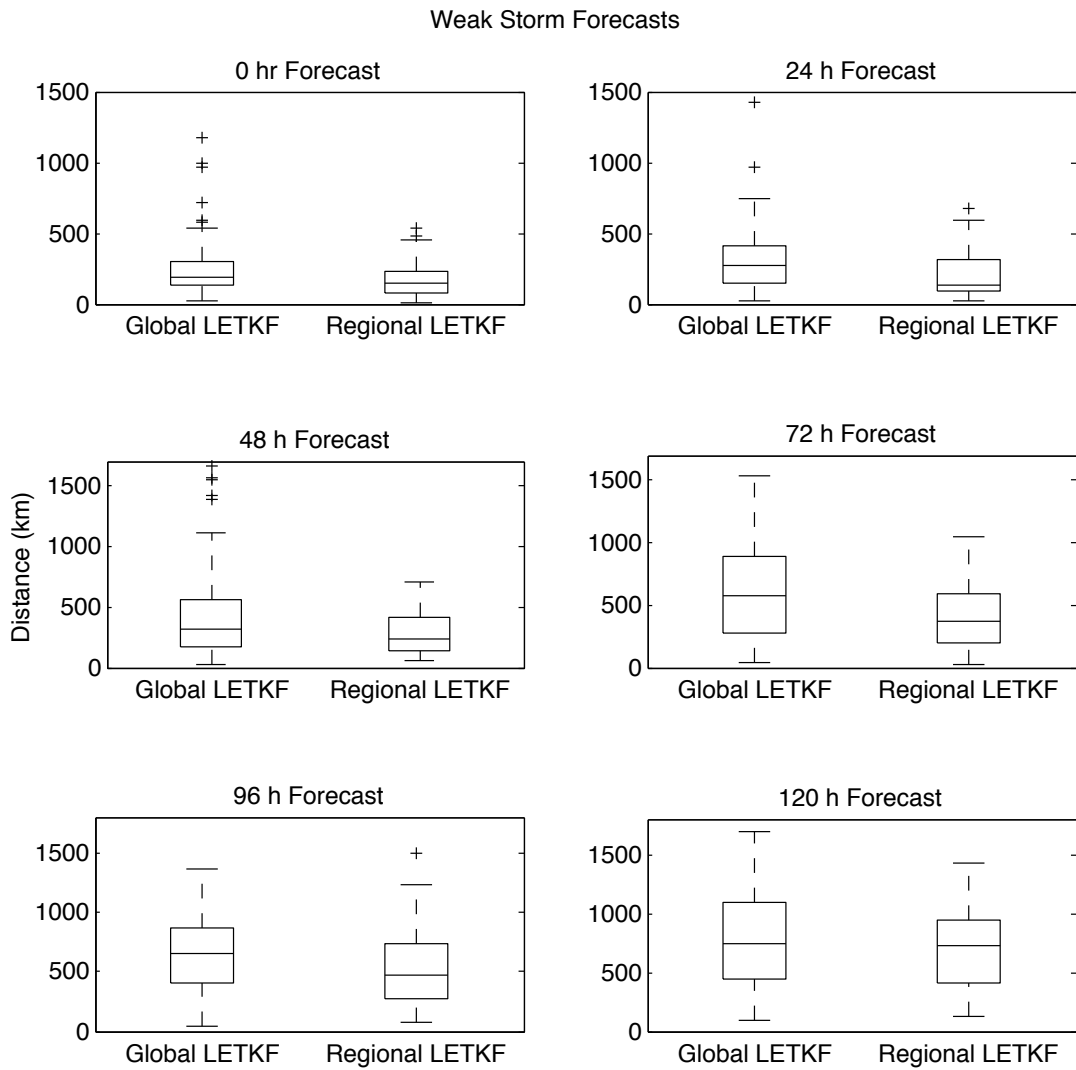 Weak Storm Forecasts
0 hr Forecast
1500
1000
500
0
Global LETKF Regional LETKF
24 h Forecast
1500
1000
500
0
Global LETKF Regional LETKF
48 h Forecast
Distance (km)
1500
1000
500
0
Global LETKF Regional LETKF
72 h Forecast
1500
1000
500
0
Global LETKF Regional LETKF
96 h Forecast
1500
1000
500
0
Global LETKF Regional LETKF
120 h Forecast
1500
1000
500
0
Global LETKF Regional LETKF